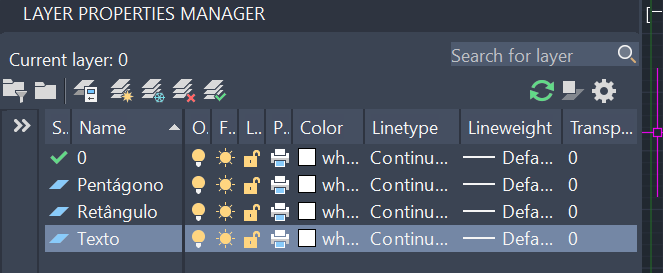 LAYER PROPERTIES MANAGER
Current layer: 0
Search for layer
S.. Name O. F.. L.. P.. Color Linetype Lineweight Transp...
0 wh... Continu... Defa... 0
Pentágono wh... Continu... Defa... 0
Retângulo wh... Continu... Defa... 0
Texto wh... Continu... Defa... 0